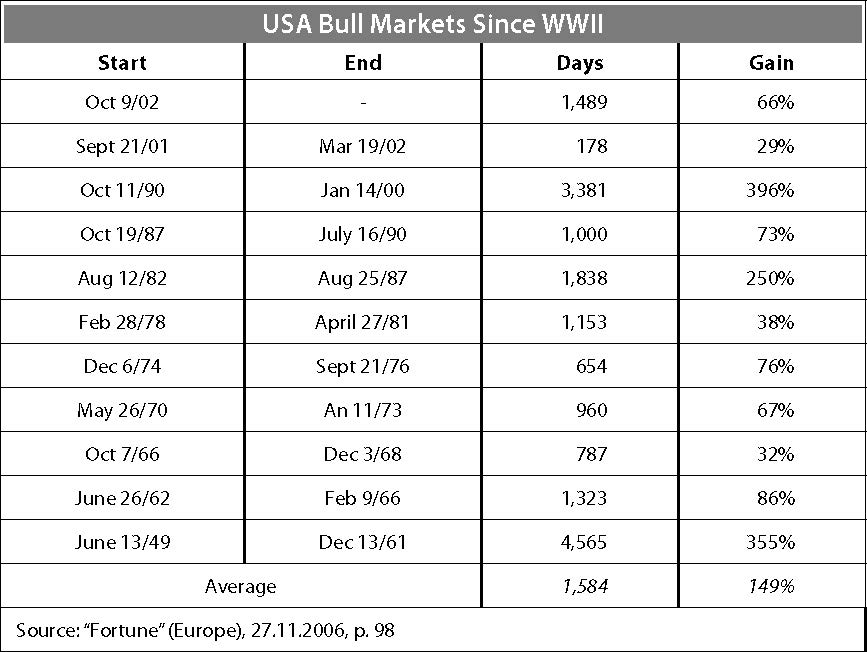 USA Bull Markets Since WWII
Start End Days Gain
Oct 9/02 - 1,489 66%
Sept 21/01 Mar 19/02 178 29%
Oct 11/90 Jan 14/00 3,381 396%
Oct 19/87 July 16/90 1,000 73%
Aug 12/82 Aug 25/87 1,838 250%
Feb 28/78 April 27/81 1,153 38%
Dec 6/74 Sept 21/76 654 76%
May 26/70 An 11/73 960 67%
Oct 7/66 Dec 3/68 787 32%
June 26/62 Feb 9/66 1,323 86%
June 13/49 Dec 13/61 4,565 355%
Average 1,584 149%
Source: “Fortune“ (Europe), 27.11.2006, p. 98